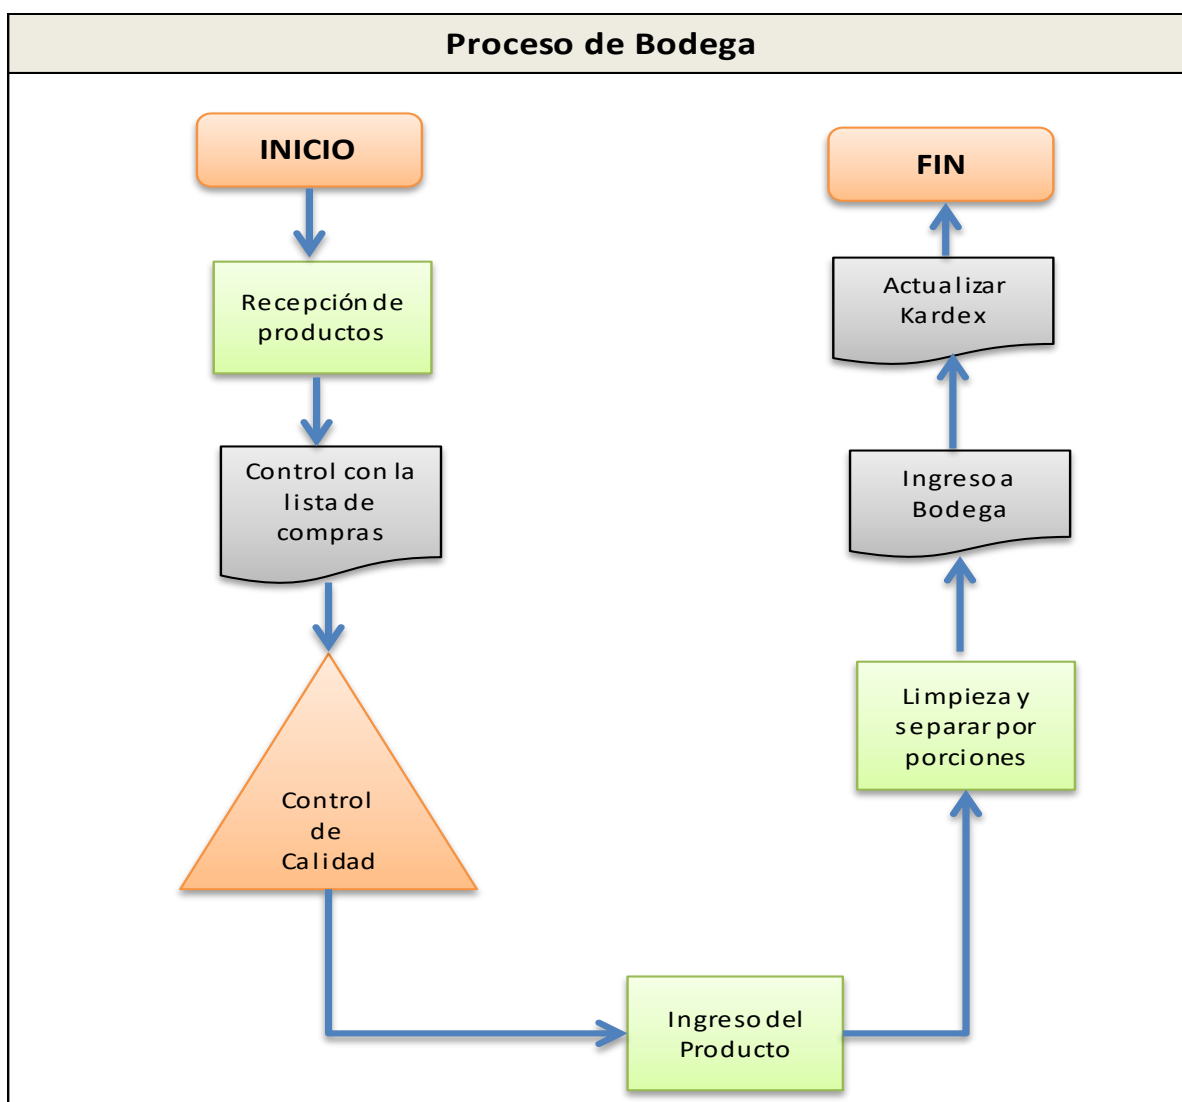 Proceso de Bodega
INICIO
Recepción de
productos
Control con la
lista de
compras
Control
de
Calidad
Ingreso del
Producto
Limpieza y
separar por
porciones
Ingreso a
Bodega
Actualizar
Kardex
FIN